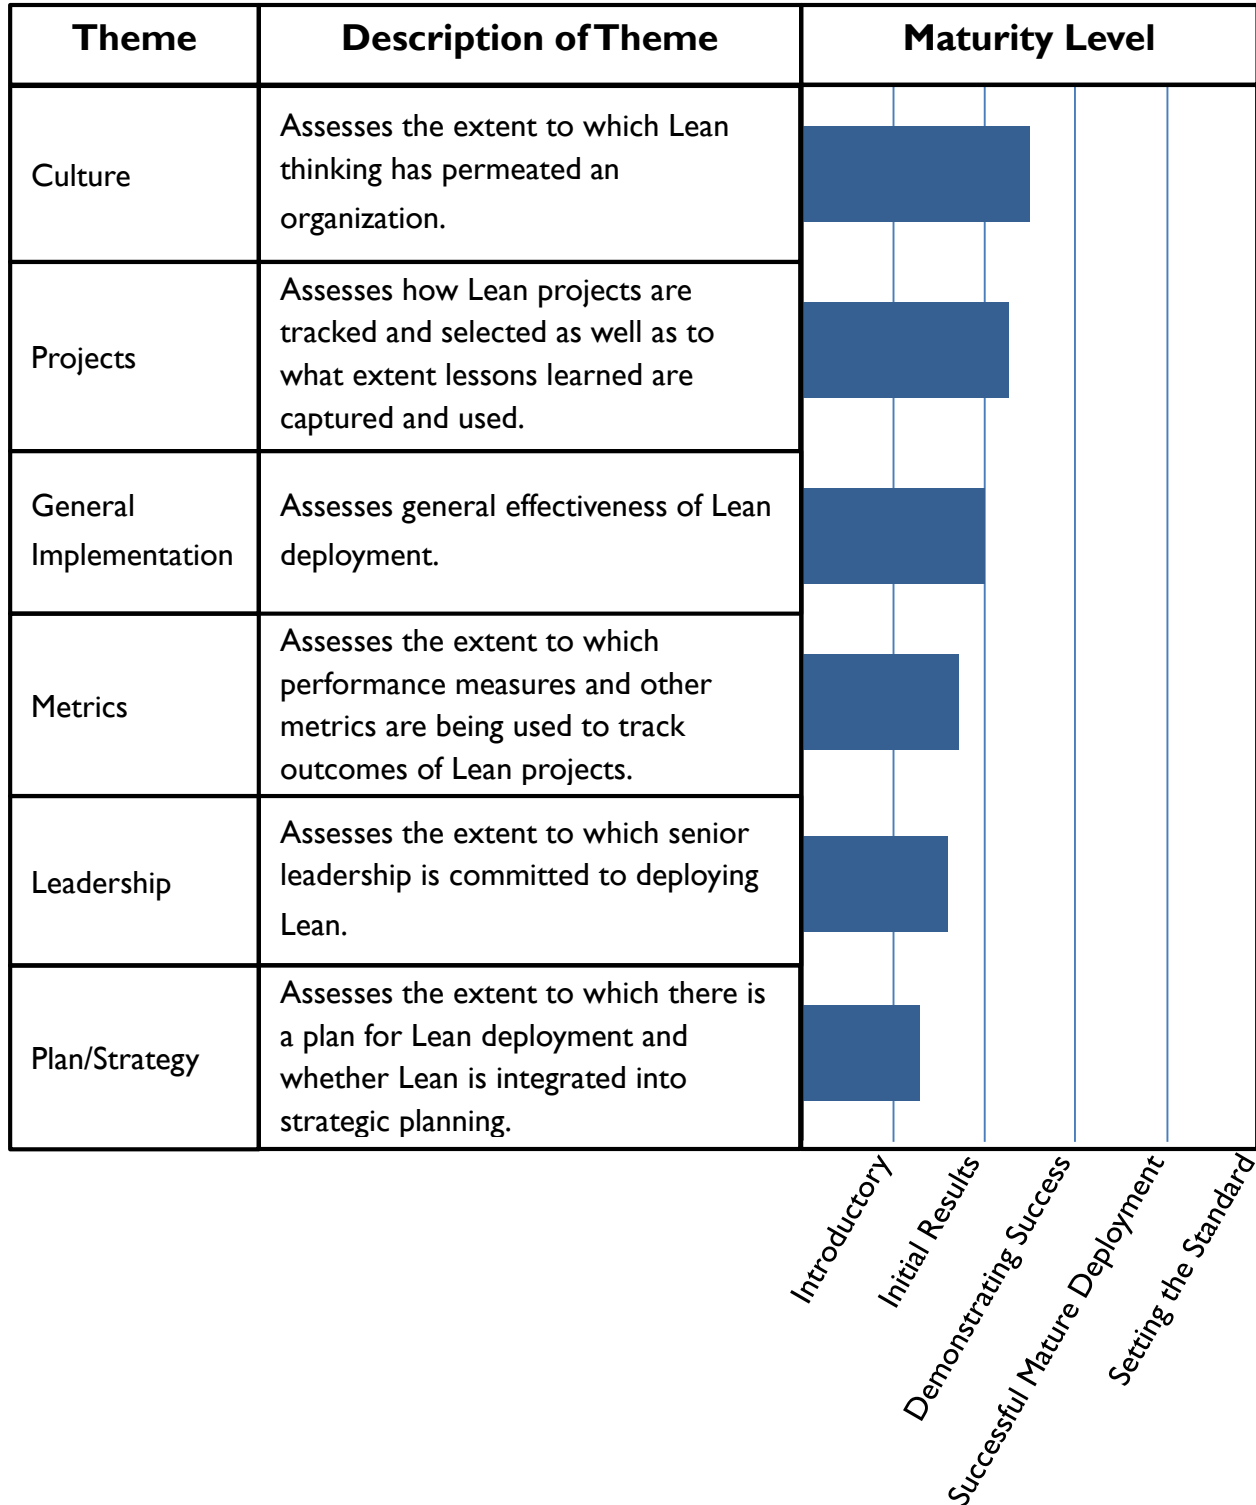 Theme
Description of Theme
Maturity Level
Culture
Assesses the extent to which Lean
thinking has permeated an
organization.
Projects
Assesses how Lean projects are
tracked and selected as well as to
what extent lessons learned are
captured and used.
General
Implementation
Assesses general effectiveness of Lean
deployment.
Metrics
Assesses the extent to which
performance measures and other
metrics are being used to track
outcomes of Lean projects.
Leadership
Assesses the extent to which senior
leadership is committed to deploying
Lean.
Plan/Strategy
Assesses the extent to which there is
a plan for Lean deployment and
whether Lean is integrated into
strategic planning.
Introductory
Initial Results
Demonstrating Success
Successful Mature Deployment
Setting the Standard